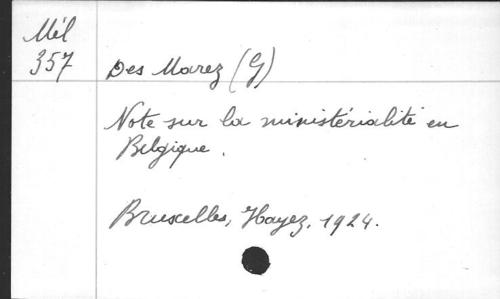 Mél
357
Des Marez (G)
Note sur la ministérialité en
Belgique.
Bruxelles, Hayez, 1924.